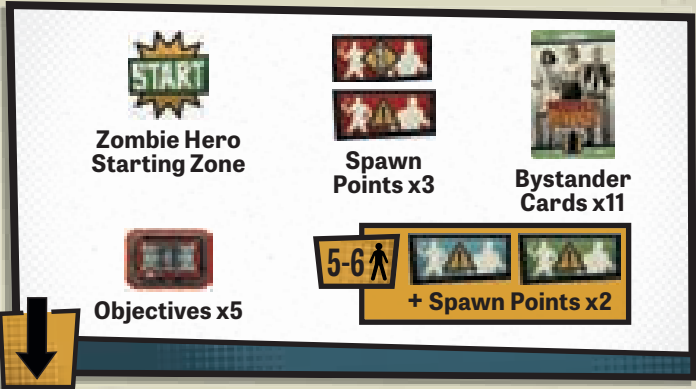 START
Zombie Hero
Starting Zone
Spawn
Points x3
Bystander
Cards x11
Objectives x5
5-6
+ Spawn Points x2